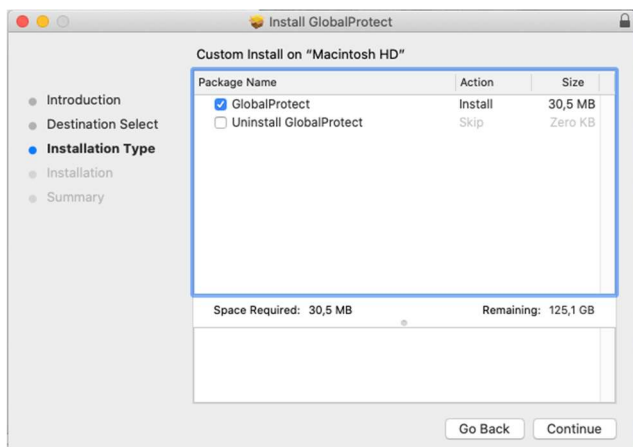 Install GlobalProtect
Custom Install on “Macintosh HD”
Introduction
Destination Select
Installation Type
Installation
Summary
Package Name Action Size
GlobalProtect Install 30,5 MB
Uninstall GlobalProtect Skip Zero KB
Space Required: 30,5 MB Remaining: 125,1 GB
Go Back Continue